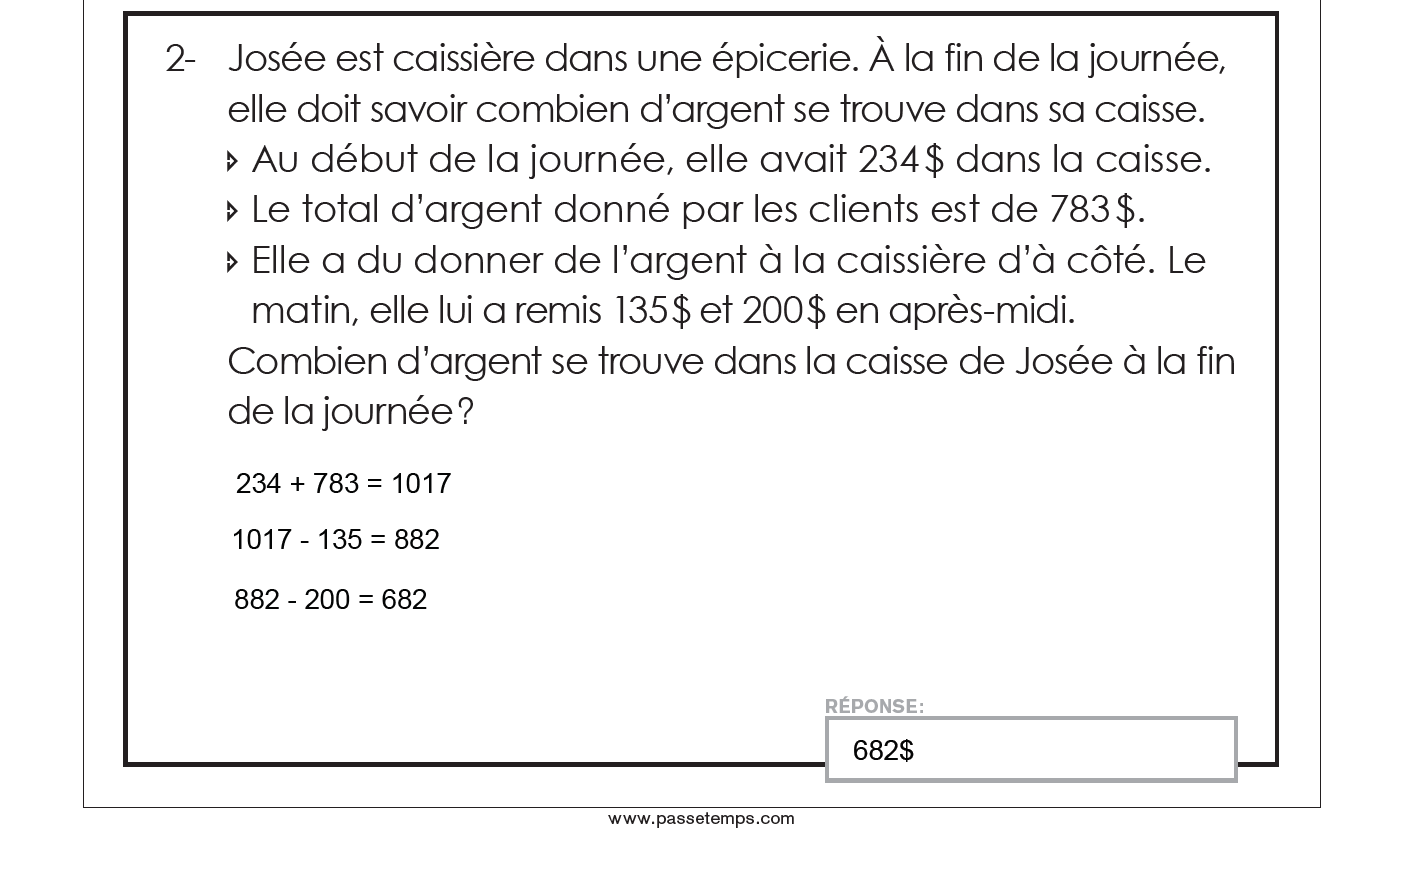 2- Josée est caissière dans une épicerie. À la fin de la journée,
elle doit savoir combien d’argent se trouve dans sa caisse.
Au début de la journée, elle avait 234 $ dans la caisse.
Le total d’argent donné par les clients est de 783 $.
Elle a du donner de l’argent à la caissière d’à côté. Le
matin, elle lui a remis 135 $ et 200 $ en après-midi.
Combien d’argent se trouve dans la caisse de Josée à la fin
de la journée ?
234 + 783 = 1017
1017 - 135 = 882
882 - 200 = 682
RÉPONSE:
682$
www.passetemps.com